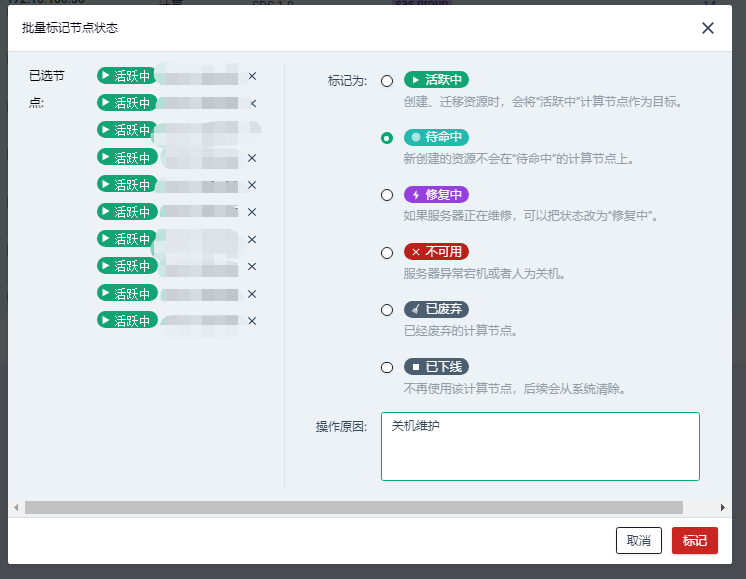 批量标记节点状态
已选节
点:
活跃中
活跃中
活跃中
活跃中
活跃中
活跃中
活跃中
活跃中
活跃中
活跃中
标记为:
活跃中
创建、迁移资源时，会将“活跃中”计算节点作为目标。
待命中
新创建的资源不会在“待命中”的计算节点上。
修复中
如果服务器正在维修，可以把状态改为“修复中”。
不可用
服务器异常宕机或者人为关机。
已废弃
已经废弃的计算节点。
已下线
不再使用该计算节点，后续会从系统清除。
操作原因:
关机维护
取消
标记